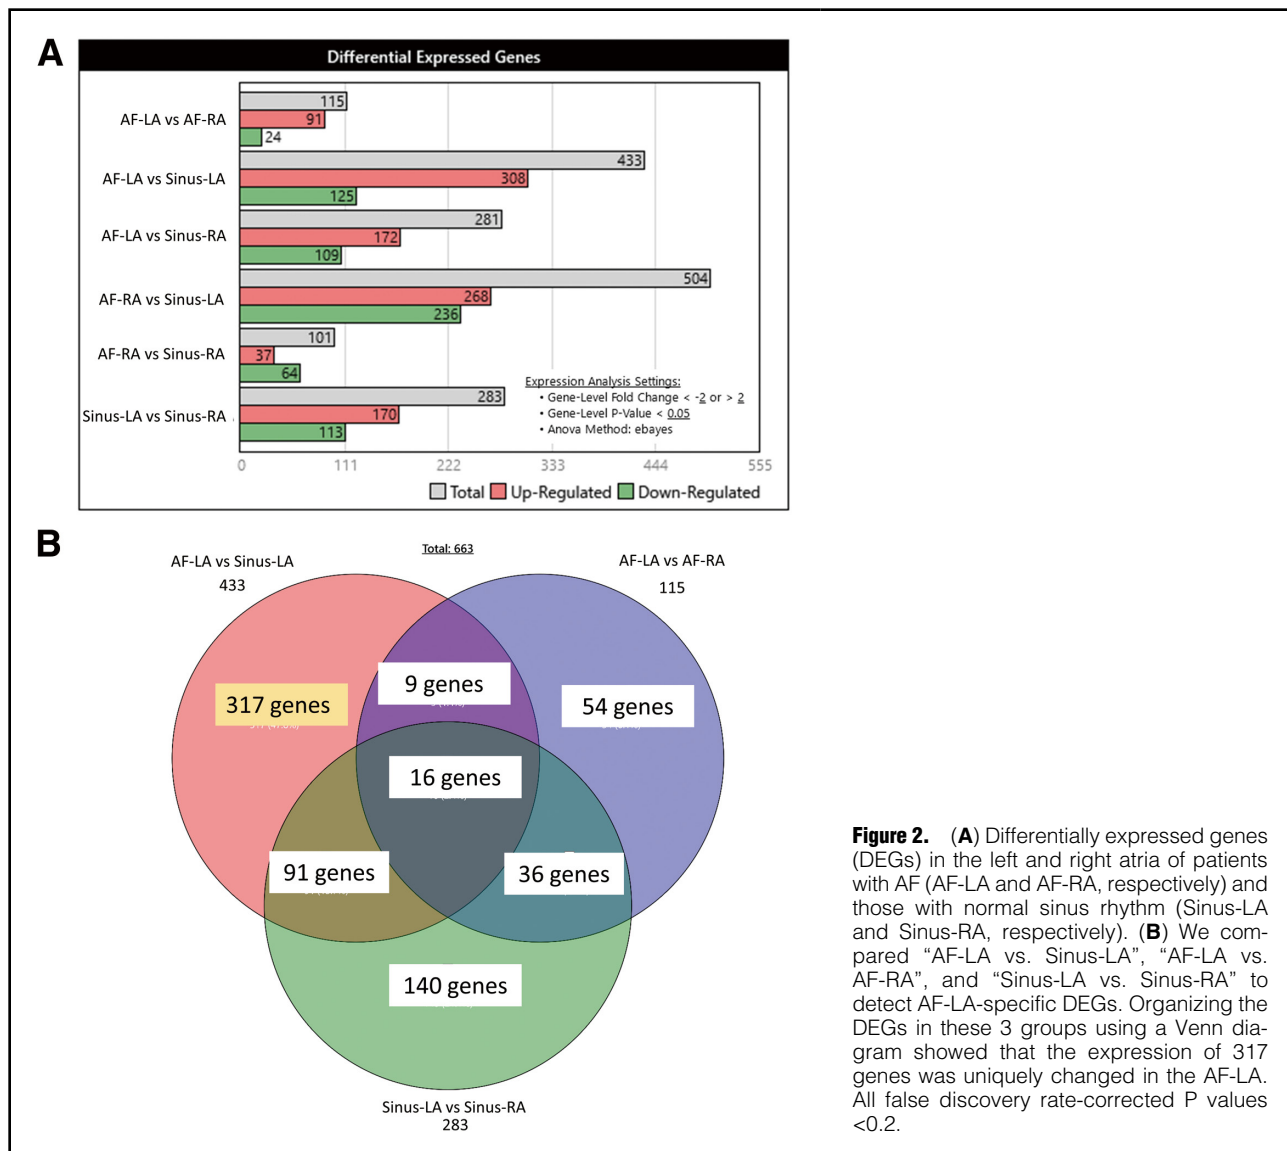 A
Differential Expressed Genes
AF-LA vs AF-RA
115
91
24
AF-LA vs Sinus-LA
433
308
125
AF-LA vs Sinus-RA
281
172
109
AF-RA vs Sinus-LA
504
268
236
AF-RA vs Sinus-RA
101
37
64
Sinus-LA vs Sinus-RA
283
170
113
Expression Analysis Settings:
• Gene-Level Fold Change < -2 or > 2
• Gene-Level P-Value < 0.05
• Anova Method: ebayes
0 111 222 333 444 555
Total Up-Regulated Down-Regulated
B
Total: 663
AF-LA vs Sinus-LA
433
AF-LA vs AF-RA
115
9 genes
317 genes
54 genes
16 genes
91 genes
36 genes
140 genes
Sinus-LA vs Sinus-RA
283
Figure 2. (A) Differentially expressed genes
(DEGs) in the left and right atria of patients
with AF (AF-LA and AF-RA, respectively) and
those with normal sinus rhythm (Sinus-LA
and Sinus-RA, respectively). (B) We com-
pared “AF-LA vs. Sinus-LA”, “AF-LA vs.
AF-RA”, and “Sinus-LA vs. Sinus-RA” to
detect AF-LA-specific DEGs. Organizing the
DEGs in these 3 groups using a Venn dia-
gram showed that the expression of 317
genes was uniquely changed in the AF-LA.
All false discovery rate-corrected P values
<0.2.